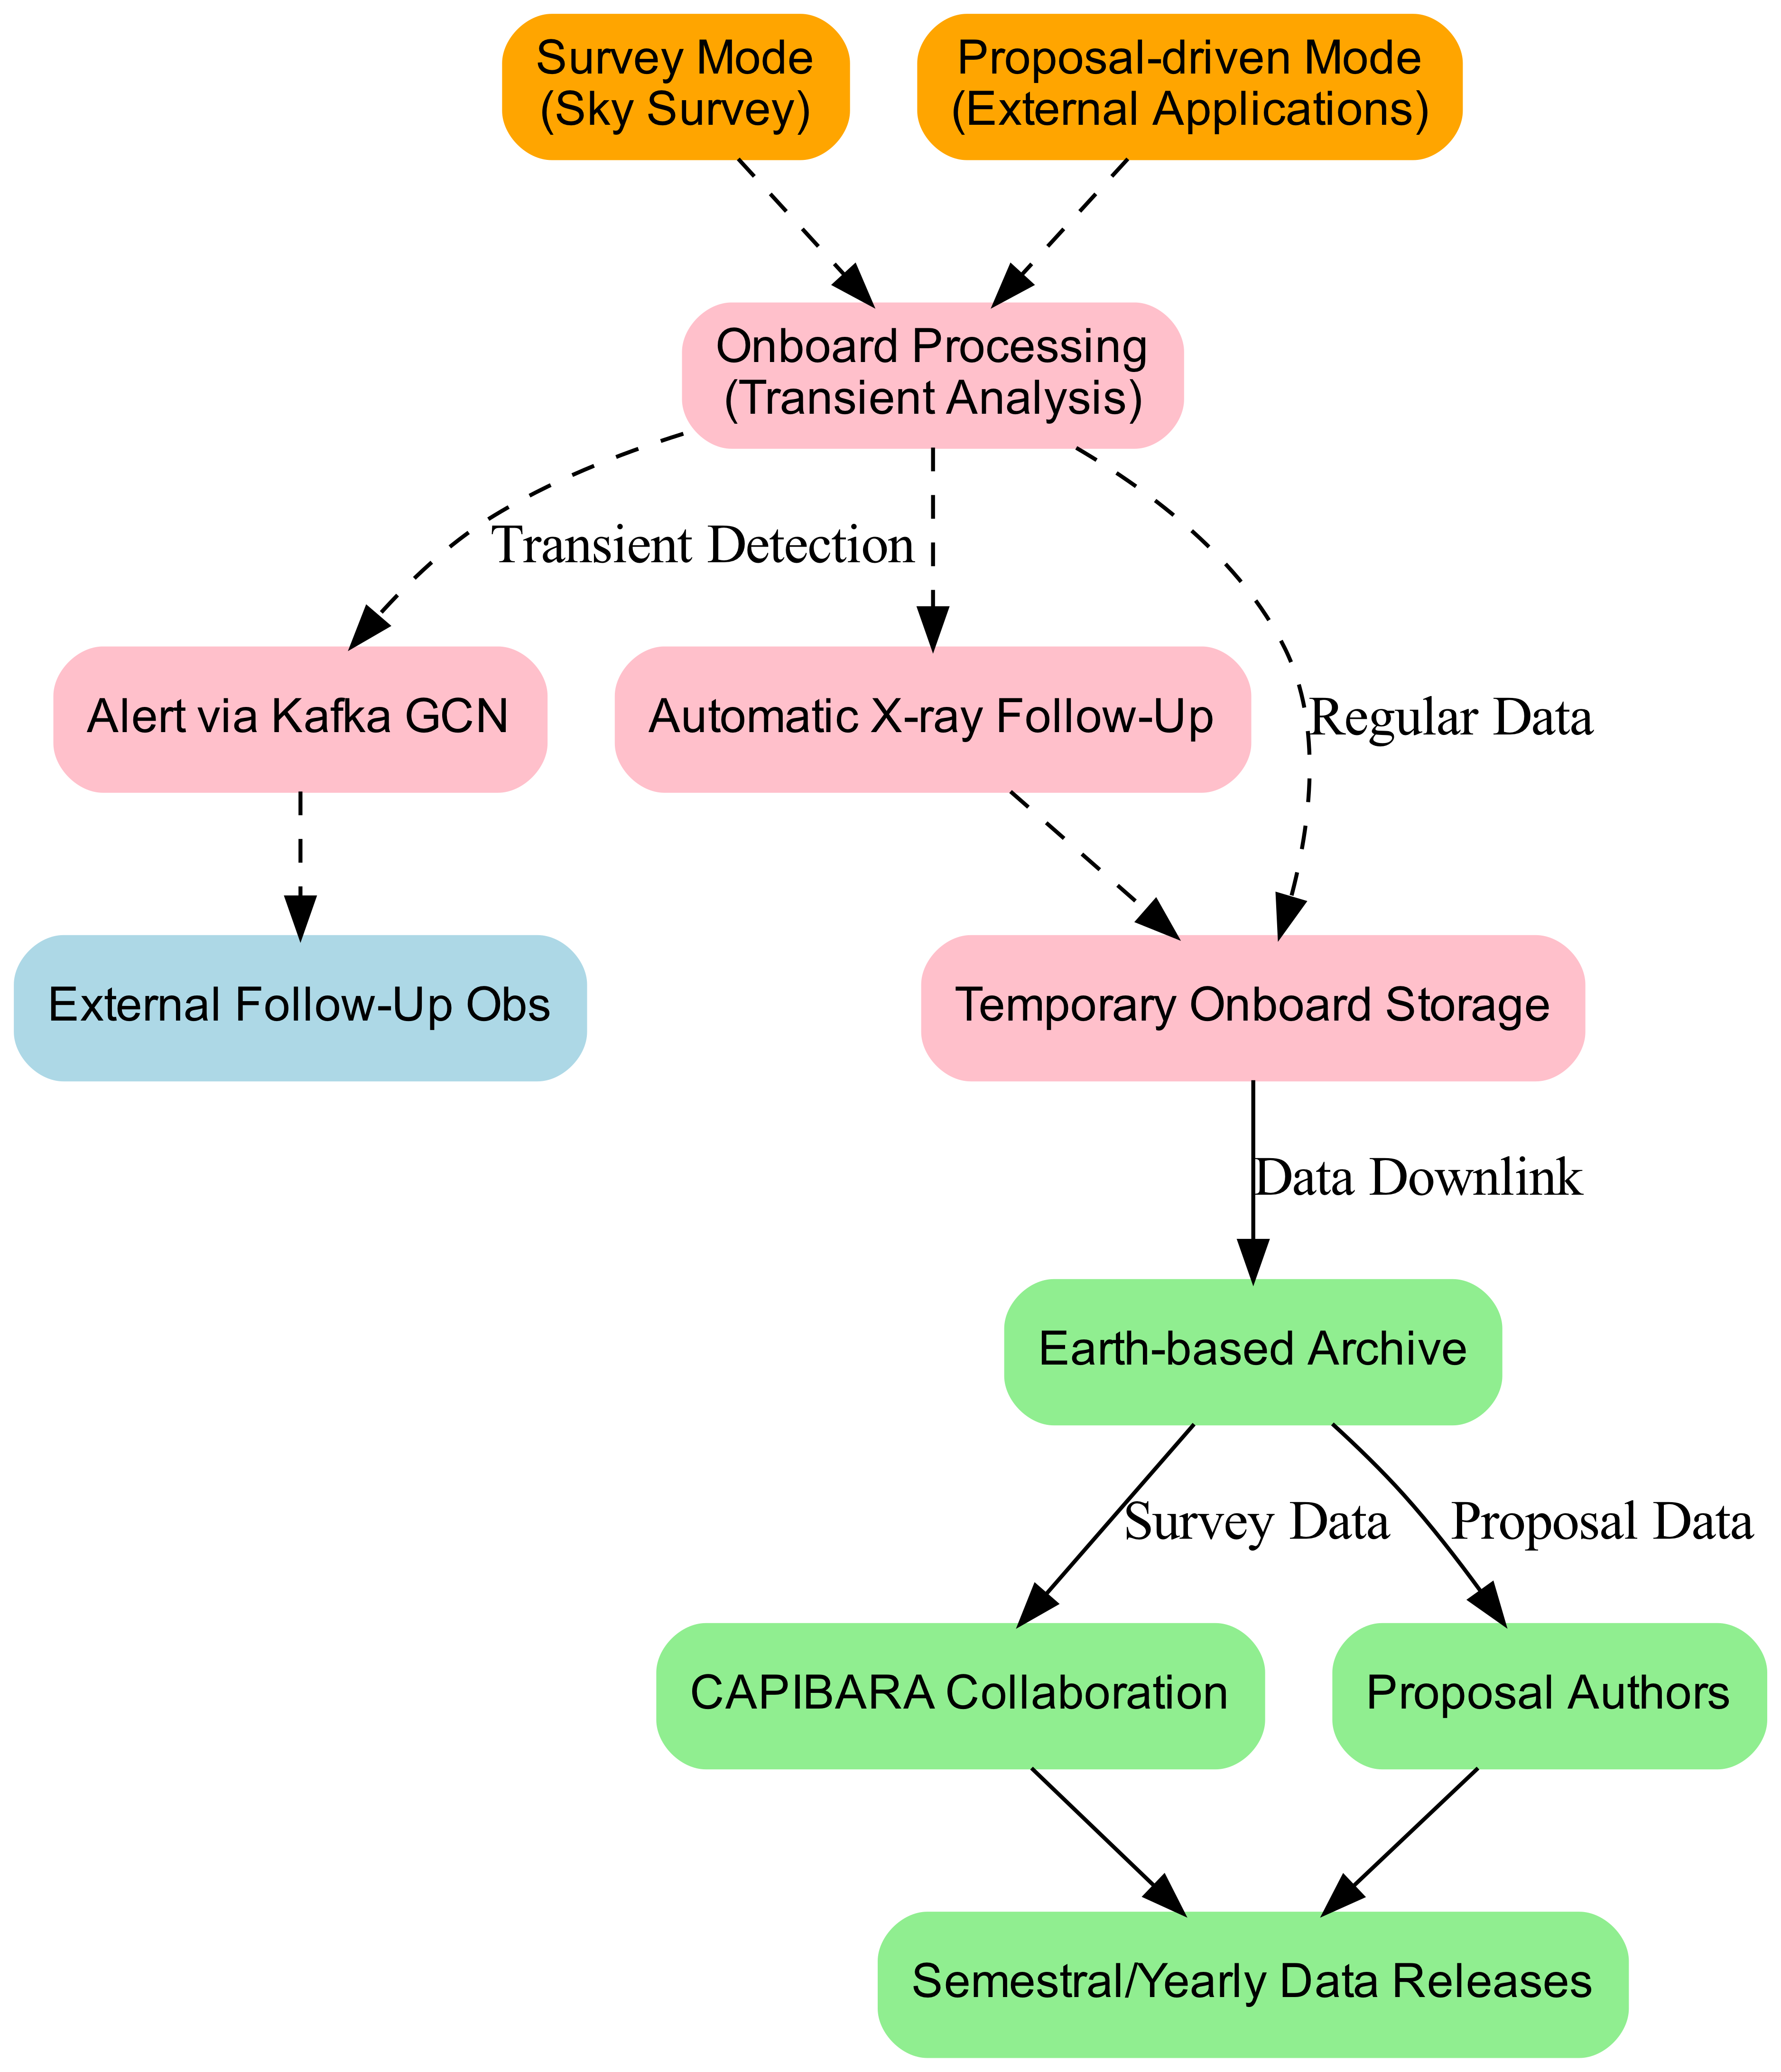 Survey Mode
(Sky Survey)
Proposal-driven Mode
(External Applications)
Onboard Processing
(Transient Analysis)
Transient Detection
Alert via Kafka GCN
Automatic X-ray Follow-Up
Regular Data
External Follow-Up Obs
Temporary Onboard Storage
Data Downlink
Earth-based Archive
Survey Data
Proposal Data
CAPIBARA Collaboration
Proposal Authors
Semestral/Yearly Data Releases